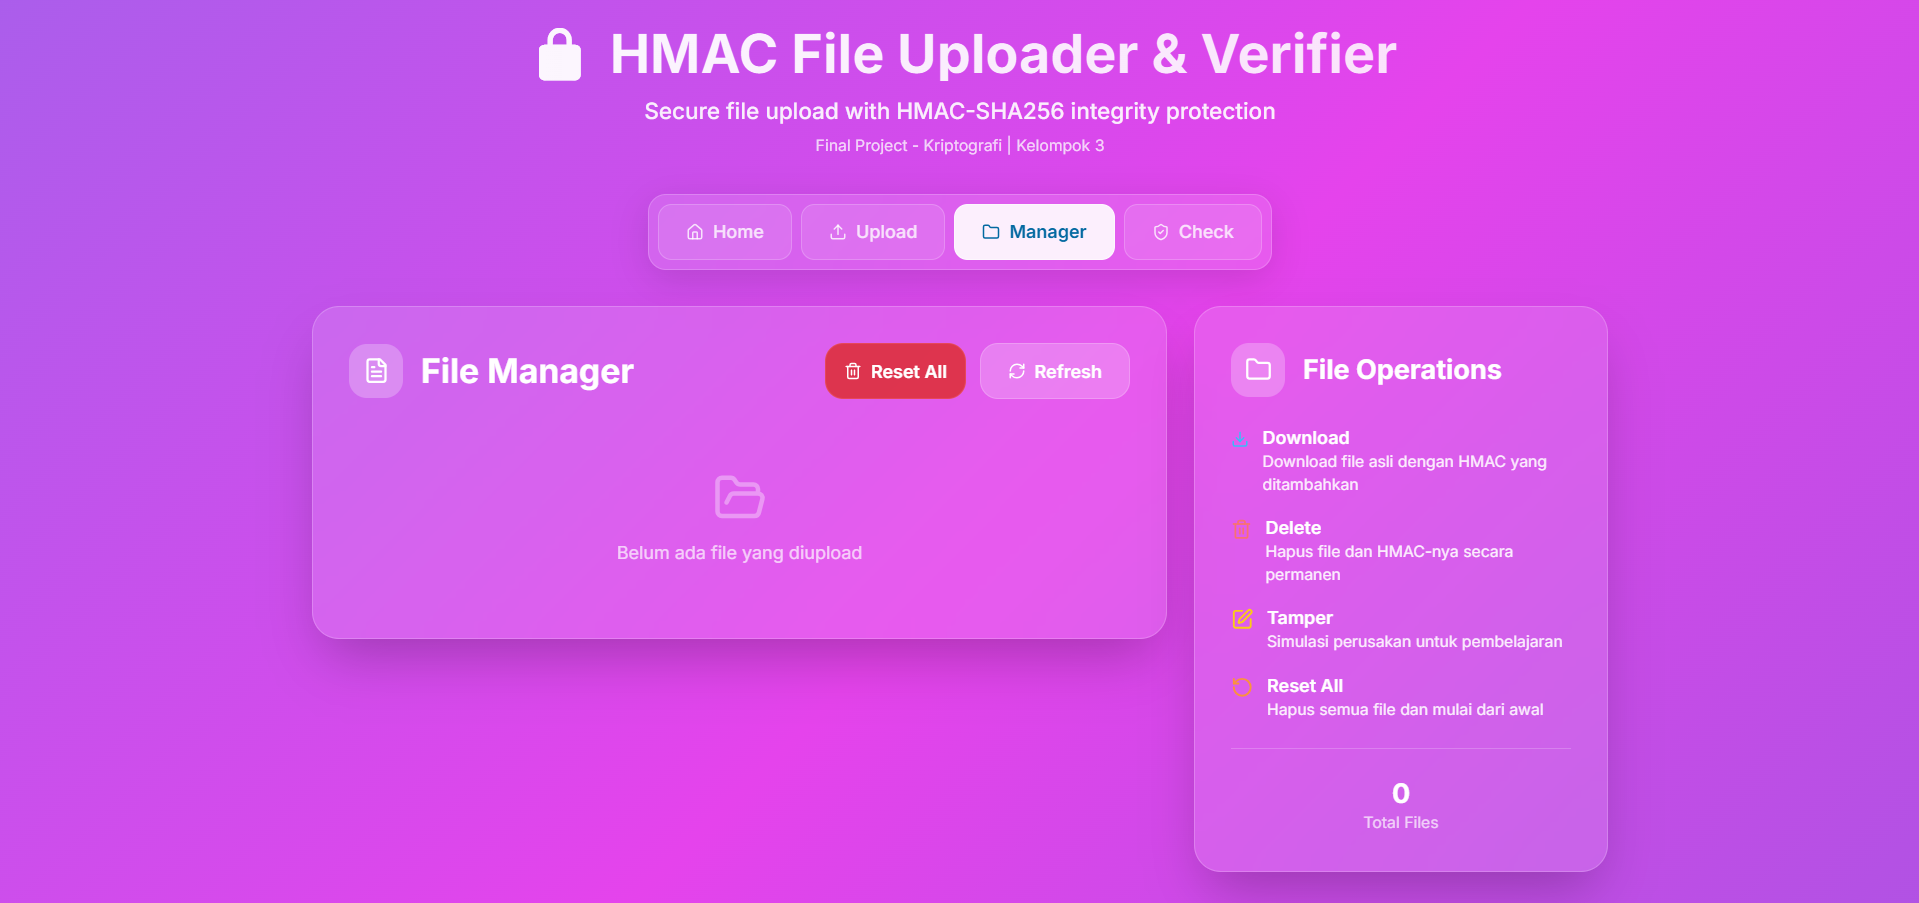 HMAC File Uploader & Verifier
Secure file upload with HMAC-SHA256 integrity protection
Final Project - Kriptografi | Kelompok 3
Home
Upload
Manager
Check
File Manager
Reset All
Refresh
Belum ada file yang diupload
File Operations
Download
Download file asli dengan HMAC yang
ditambahkan
Delete
Hapus file dan HMAC-nya secara
permanen
Tamper
Simulasi perusakan untuk pembelajaran
Reset All
Hapus semua file dan mulai dari awal
0
Total Files